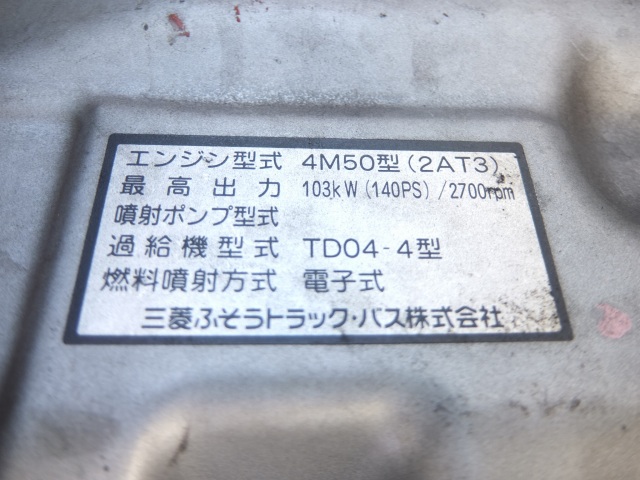 エンジン型式 4M50型(2AT3)
最高出力 103kW(140PS)/2700rpm
噴射ポンプ型式
過給機型式 TD04-4型
燃料噴射方式 電子式
三菱ふそうトラック・バス株式会社